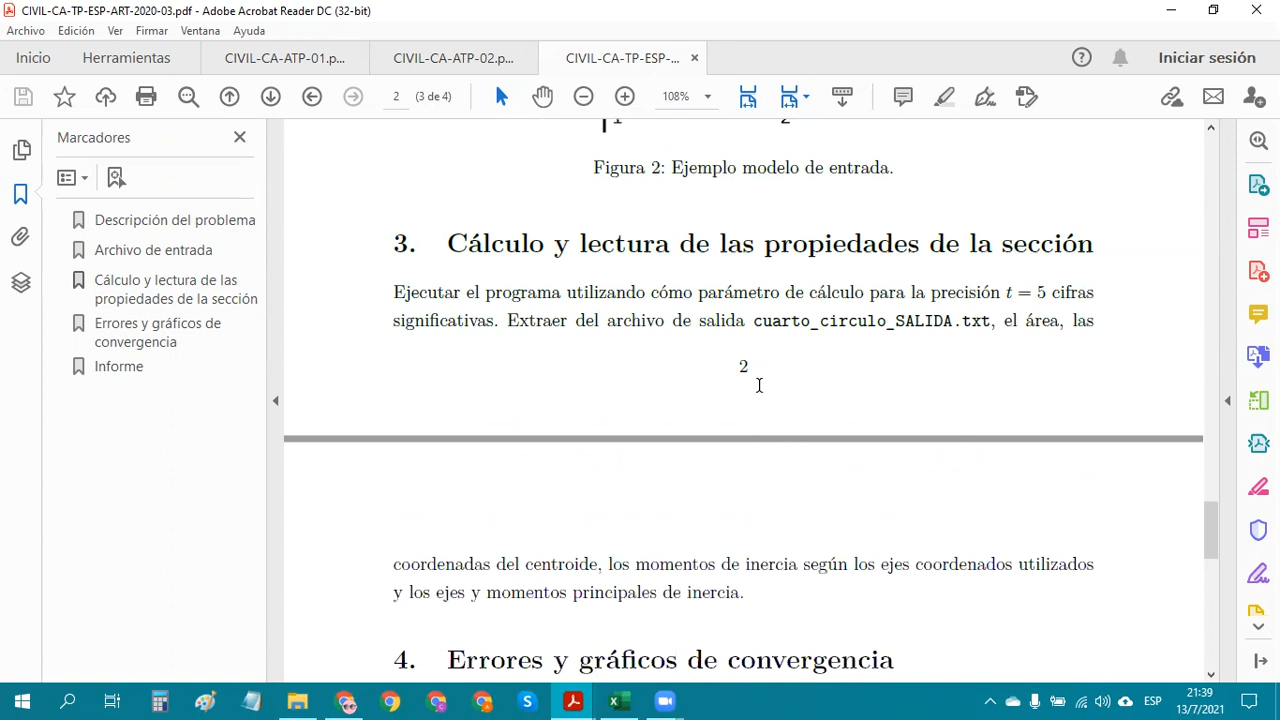 CIVIL-CA-TP-ESP-ART-2020-03.pdf - Adobe Acrobat Reader DC (32-bit)
Archivo Edición Ver Firmar Ventana Ayuda
Inicio Herramientas CIVIL-CA-ATP-01.p... CIVIL-CA-ATP-02.p... CIVIL-CA-TP-ESP-... × Iniciar sesión
2 (3 de 4) 108%
Marcadores
Descripción del problema
Archivo de entrada
Cálculo y lectura de las
propiedades de la sección
Errores y gráficos de
convergencia
Informe
1 2
Figura 2: Ejemplo modelo de entrada.
3. Cálculo y lectura de las propiedades de la sección
Ejecutar el programa utilizando cómo parámetro de cálculo para la precisión t = 5 cifras
significativas. Extraer del archivo de salida cuarto_circulo_SALIDA.txt, el área, las
2
coordenadas del centroide, los momentos de inercia según los ejes coordenados utilizados
y los ejes y momentos principales de inercia.
4. Errores y gráficos de convergencia
ESP
21:39
13/7/2021